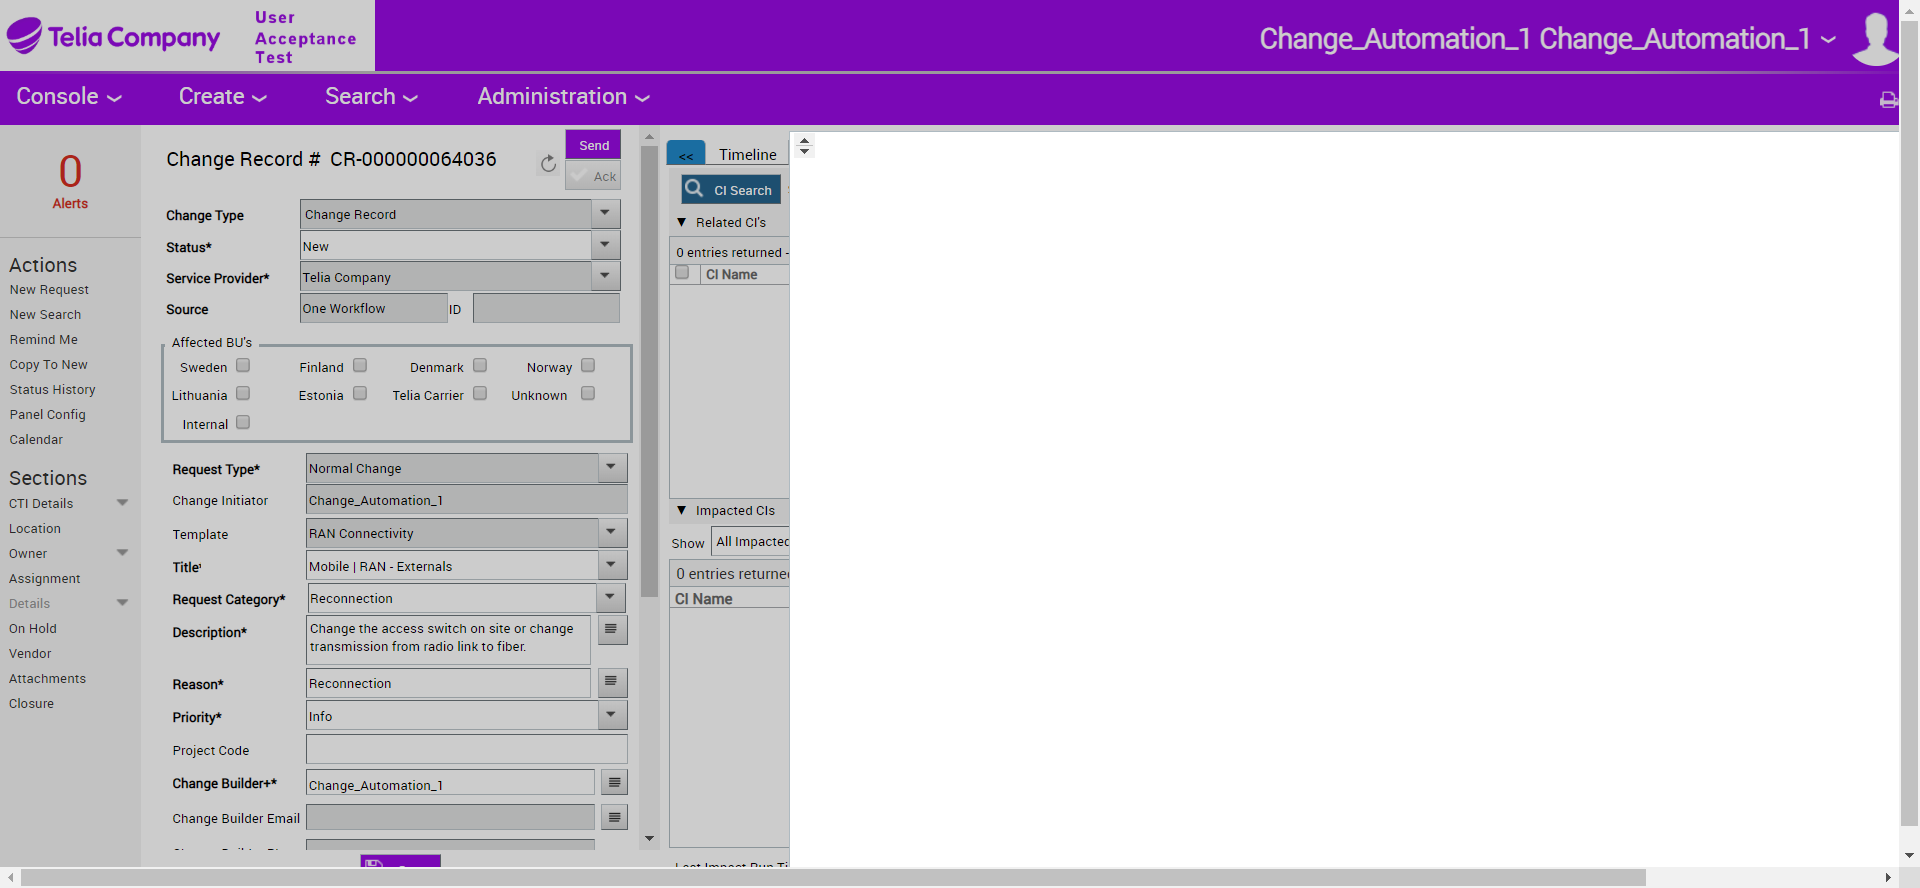 Telia Company
User
Acceptance
Test
Change_Automation_1 Change_Automation_1
Console
Create
Search
Administration
0
Alerts
Actions
New Request
New Search
Remind Me
Copy To New
Status History
Panel Config
Calendar
Sections
CTI Details
Location
Owner
Assignment
Details
On Hold
Vendor
Attachments
Closure
Change Record # CR-000000064036
Send
Ack
Change Type Change Record
Status* New
Service Provider* Telia Company
Source One Workflow ID
Affected BU's
Sweden Finland Denmark Norway
Lithuania Estonia Telia Carrier Unknown
Internal
Request Type* Normal Change
Change Initiator Change_Automation_1
Template RAN Connectivity
Title* Mobile | RAN - Externals
Request Category* Reconnection
Description* Change the access switch on site or change
transmission from radio link to fiber.
Reason* Reconnection
Priority* Info
Project Code
Change Builder+* Change_Automation_1
Change Builder Email
<< Timeline
CI Search
Related CI's
0 entries returned -
CI Name
Impacted CIs
Show All Impacted
0 entries returned
CI Name
Last Impact Run Ti